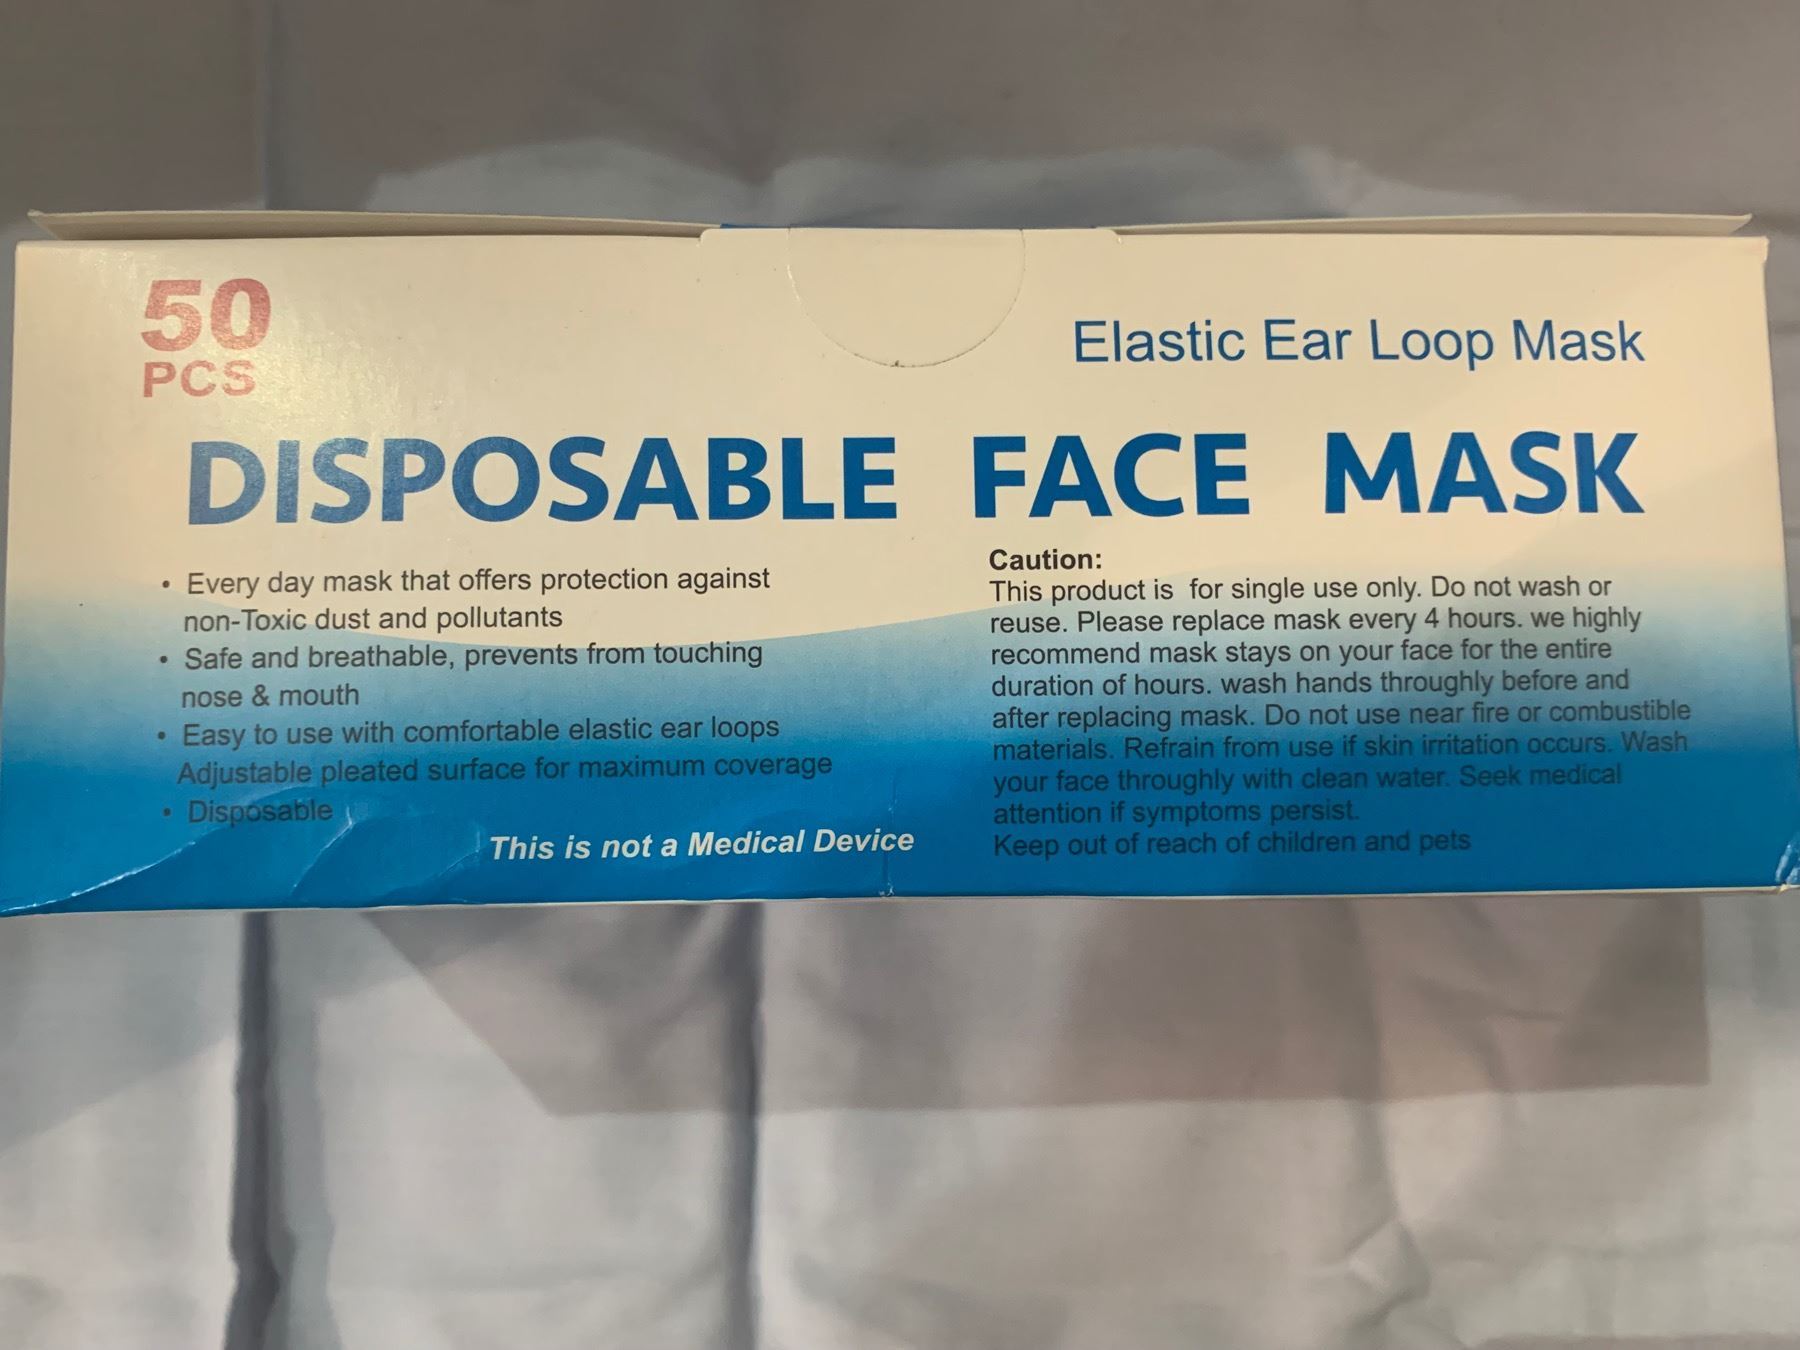 50
PCS
Elastic Ear Loop Mask
DISPOSABLE FACE MASK
• Every day mask that offers protection against
non-Toxic dust and pollutants
• Safe and breathable, prevents from touching
nose & mouth
• Easy to use with comfortable elastic ear loops
Adjustable pleated surface for maximum coverage
• Disposable
This is not a Medical Device
Caution:
This product is for single use only. Do not wash or
reuse. Please replace mask every 4 hours. we highly
recommend mask stays on your face for the entire
duration of hours. wash hands throughly before and
after replacing mask. Do not use near fire or combustible
materials. Refrain from use if skin irritation occurs. Wash
your face throughly with clean water. Seek medical
attention if symptoms persist.
Keep out of reach of children and pets